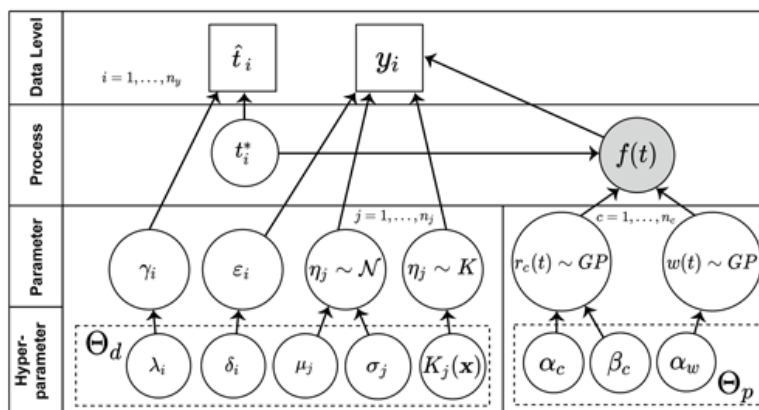 Data Level
i = 1, . . . , n_y
t̂_i
y_i
Process
t_i^*
f(t)
Parameter
j = 1, . . . , n_j
c = 1, . . . , n_c
γ_i
ε_i
η_j ∼ 𝒩
η_j ∼ K
r_c(t) ∼ GP
w(t) ∼ GP
Hyper-
parameter
Θ_d
λ_i
δ_i
μ_j
σ_j
K_j(𝐱)
α_c
β_c
α_w
Θ_p